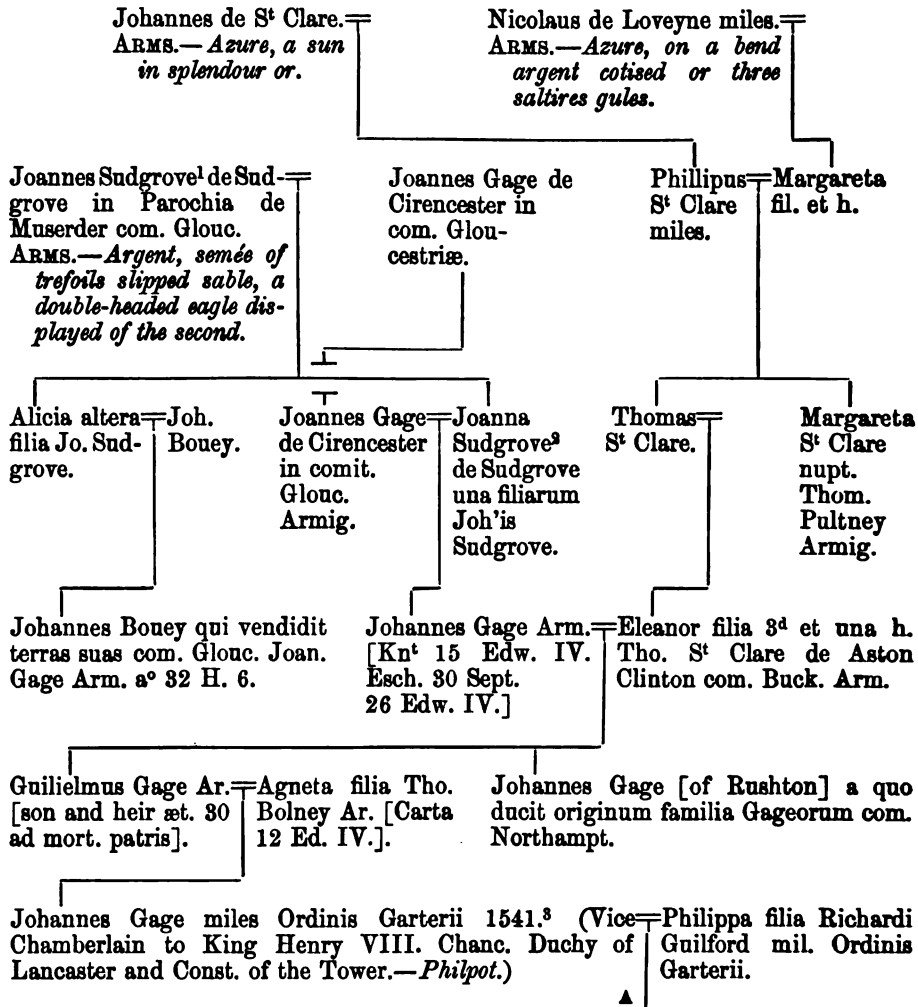 Johannes de Sᵗ Clare.
ARMS.—Azure, a sun
in splendour or.
Nicolaus de Loveyne miles.
ARMS.—Azure, on a bend
argent cotised or three
saltires gules.
Joannes Sudgrove¹ de Sud-
grove in Parochia de
Muserder com. Glouc.
ARMS.—Argent, semée of
trefoils slipped sable, a
double-headed eagle dis-
played of the second.
Joannes Gage de
Cirencester in
com. Glou-
cestriæ.
Phillipus
Sᵗ Clare
miles.
Margareta
fil. et h.
Alicia altera
filia Jo. Sud-
grove.
Joh.
Bouey.
Joannes Gage
de Cirencester
in comit.
Glouc.
Armig.
Joanna
Sudgrove²
de Sudgrove
una filiarum
Joh'is
Sudgrove.
Thomas
Sᵗ Clare.
Margareta
Sᵗ Clare
nupt.
Thom.
Pultney
Armig.
Johannes Bouey qui vendidit
terras suas com. Glouc. Joan.
Gage Arm. aº 32 H. 6.
Johannes Gage Arm.
[Knᵗ 15 Edw. IV.
Esch. 30 Sept.
26 Edw. IV.]
Eleanor filia 3ᵈ et una h.
Tho. Sᵗ Clare de Aston
Clinton com. Buck. Arm.
Guilielmus Gage Ar.
[son and heir æt. 30
ad mort. patris].
Agneta filia Tho.
Bolney Ar. [Carta
12 Ed. IV.].
Johannes Gage [of Rushton] a quo
ducit originum familia Gageorum com.
Northampt.
Johannes Gage miles Ordinis Garterii 1541.³ (Vice
Chamberlain to King Henry VIII. Chanc. Duchy of
Lancaster and Const. of the Tower.—Philpot.)
Philippa filia Richardi
Guilford mil. Ordinis
Garterii.